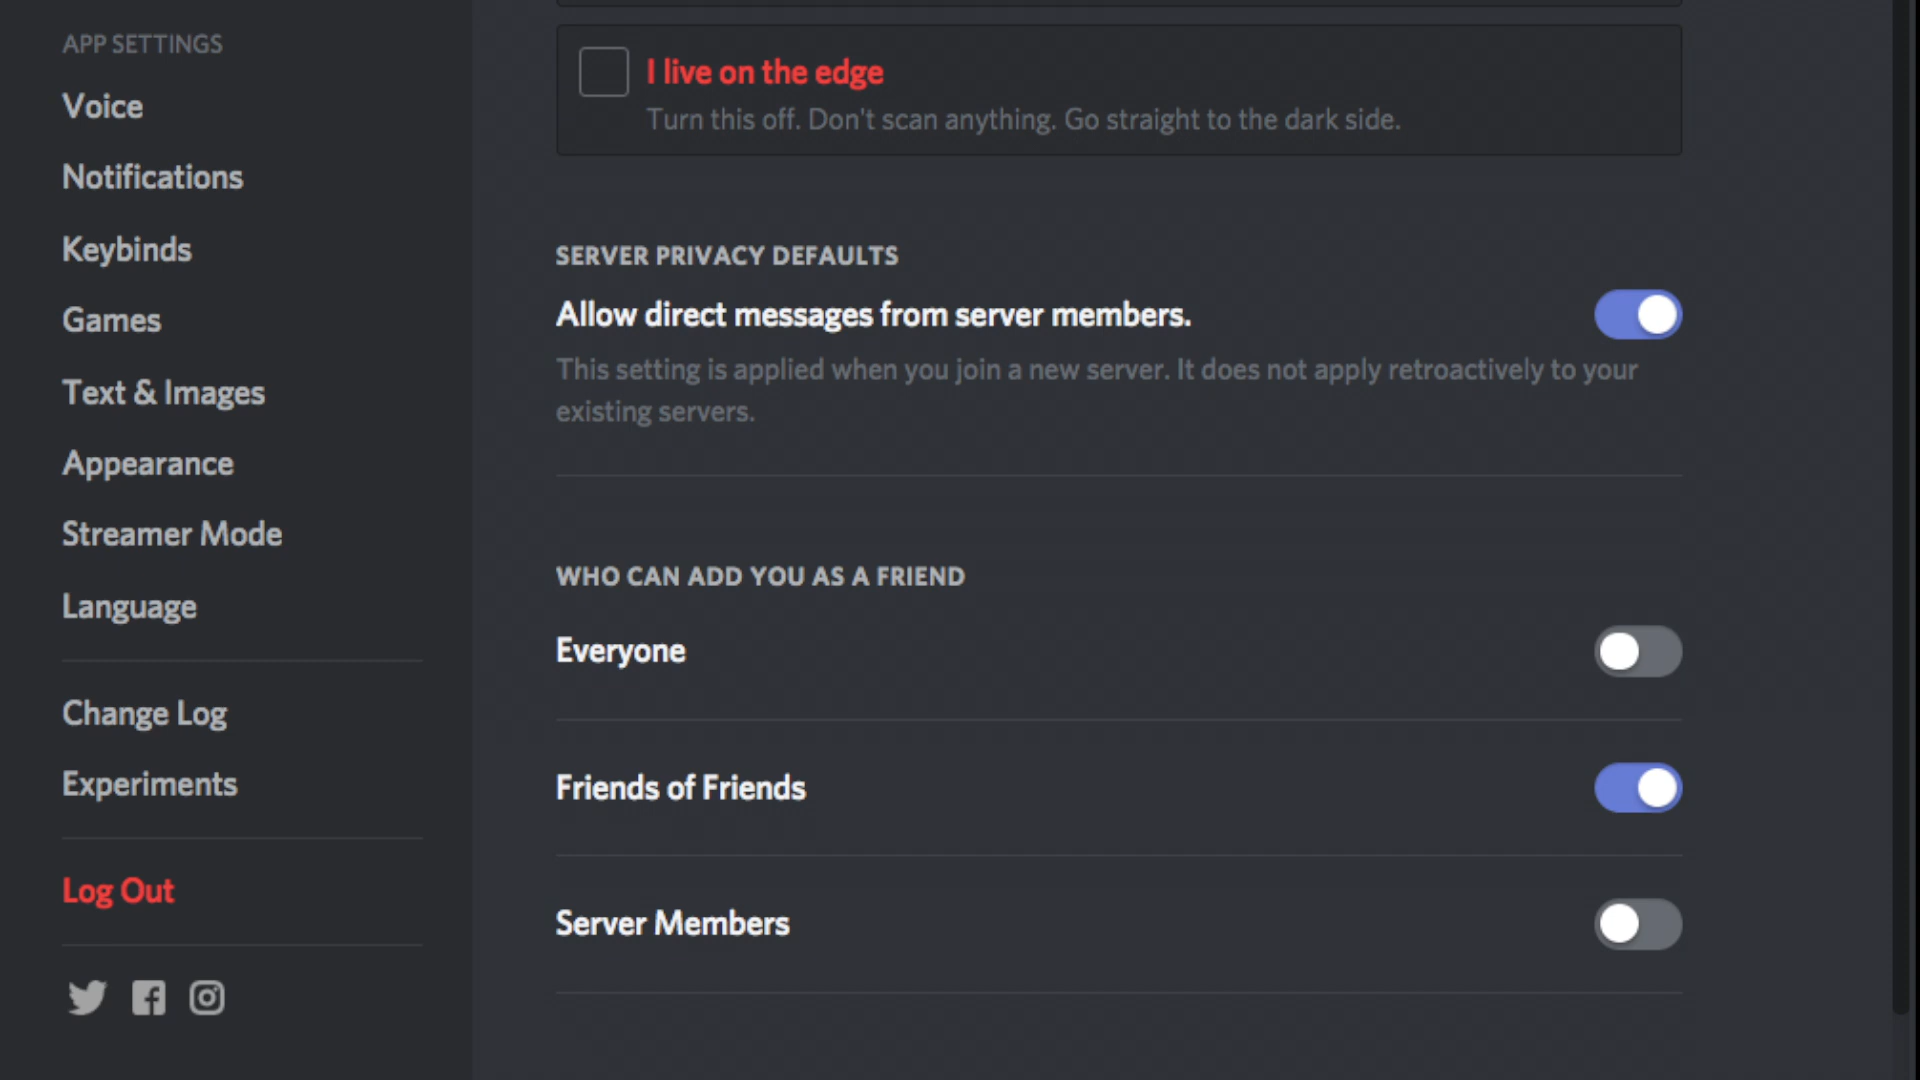 APP SETTINGS
Voice
Notifications
Keybinds
Games
Text & Images
Appearance
Streamer Mode
Language
Change Log
Experiments
Log Out
I live on the edge
Turn this off. Don't scan anything. Go straight to the dark side.
SERVER PRIVACY DEFAULTS
Allow direct messages from server members.
This setting is applied when you join a new server. It does not apply retroactively to your
existing servers.
WHO CAN ADD YOU AS A FRIEND
Everyone
Friends of Friends
Server Members